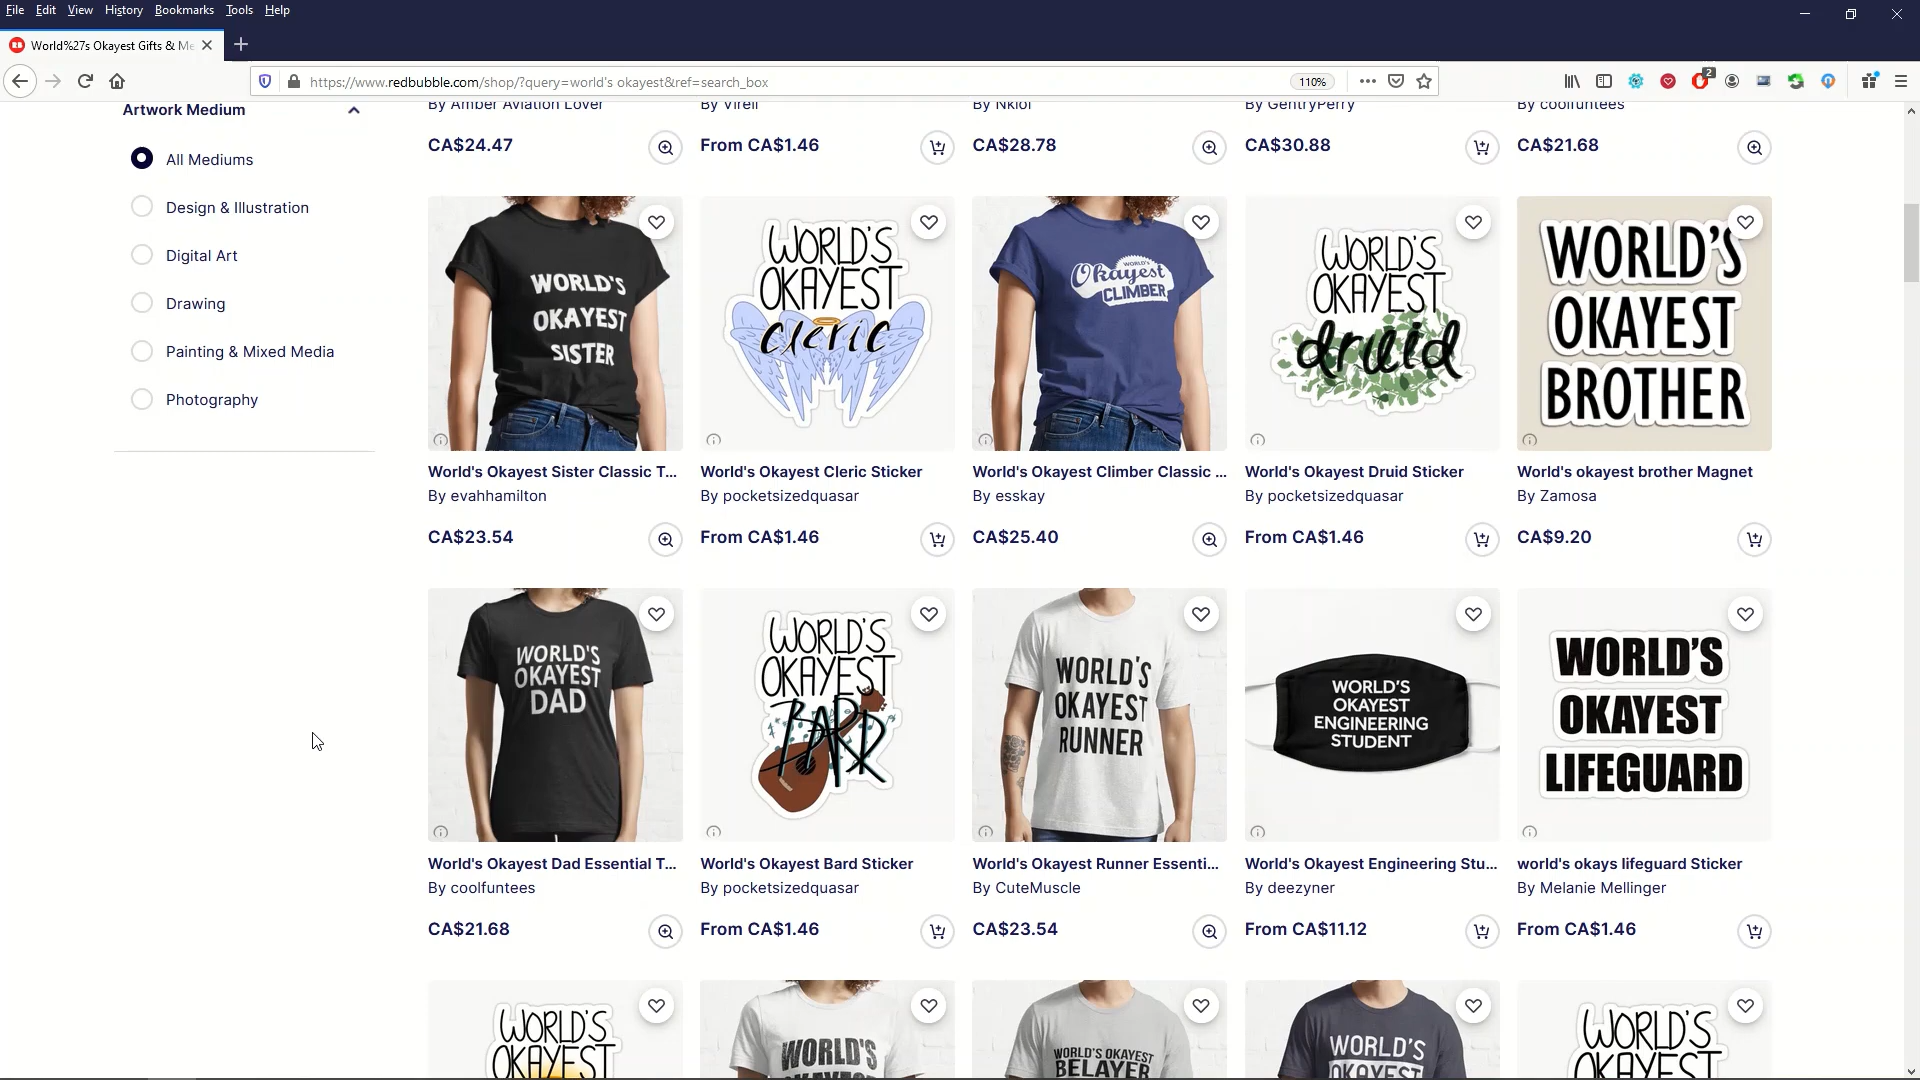 File Edit View History Bookmarks Tools Help
World%27s Okayest Gifts & Me
https://www.redbubble.com/shop/?query=world's okayest&ref=search_box
110%
2
Artwork Medium
All Mediums
Design & Illustration
Digital Art
Drawing
Painting & Mixed Media
Photography
By Amber Aviation Lover
CA$24.47
By Virell
From CA$1.46
By Nkioi
CA$28.78
By GentryPerry
CA$30.88
By coolfuntees
CA$21.68
WORLD'S
OKAYEST
SISTER
World's Okayest Sister Classic T...
By evahhamilton
CA$23.54
WORLD'S
OKAYEST
cleric
World's Okayest Cleric Sticker
By pocketsizedquasar
From CA$1.46
WORLD'S
Okayest
CLIMBER
World's Okayest Climber Classic ...
By esskay
CA$25.40
WORLD'S
OKAYEST
druid
World's Okayest Druid Sticker
By pocketsizedquasar
From CA$1.46
WORLD'S
OKAYEST
BROTHER
World's okayest brother Magnet
By Zamosa
CA$9.20
WORLD'S
OKAYEST
DAD
World's Okayest Dad Essential T...
By coolfuntees
CA$21.68
WORLD'S
OKAYEST
BARD
World's Okayest Bard Sticker
By pocketsizedquasar
From CA$1.46
WORLD'S
OKAYEST
RUNNER
World's Okayest Runner Essenti...
By CuteMuscle
CA$23.54
WORLD'S
OKAYEST
ENGINEERING
STUDENT
World's Okayest Engineering Stu...
By deezyner
From CA$11.12
WORLD'S
OKAYEST
LIFEGUARD
world's okays lifeguard Sticker
By Melanie Mellinger
From CA$1.46
WORLD'S
OKAYEST
WORLD'S
WORLD'S OKAYEST
BELAYER
WORLD'S
OKAYEST
WORLD'S
OKAYEST